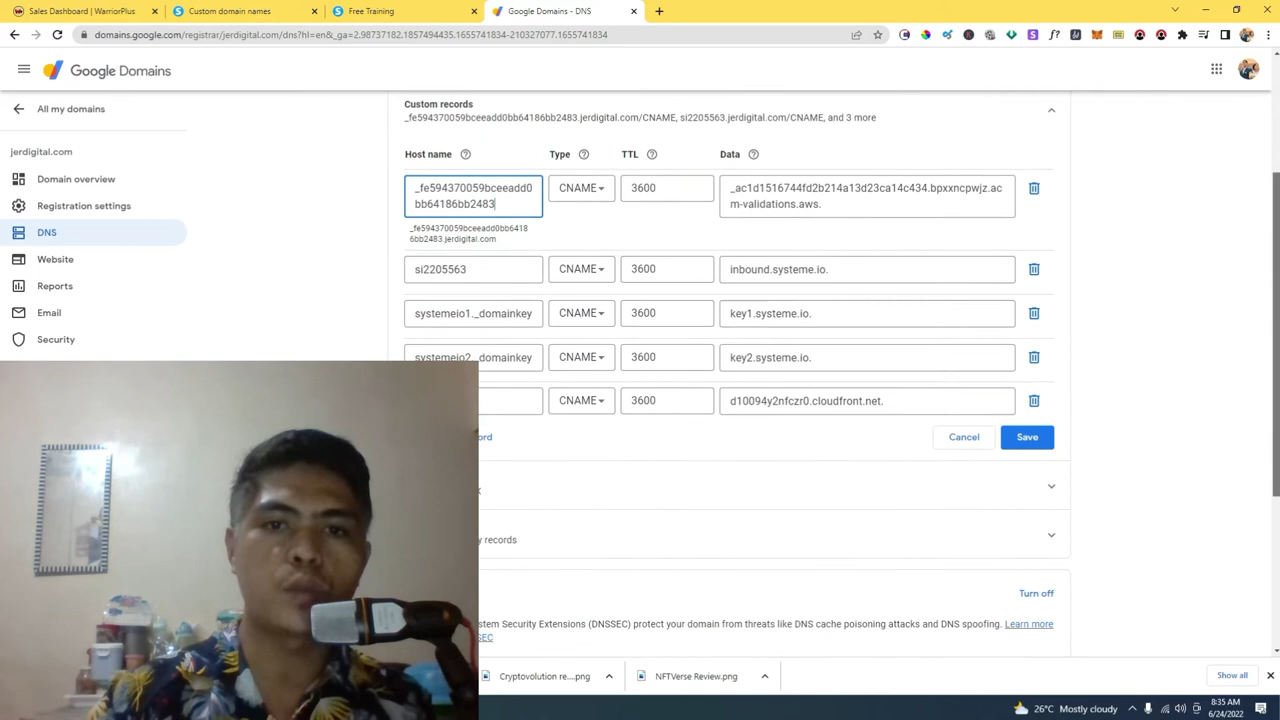 Sales Dashboard | WarriorPlus
Custom domain names
Free Training
Google Domains - DNS
domains.google.com/registrar/jerdigital.com/dns?hl=en&_ga=2.98737182.1857494435.1655741834-210327077.1655741834
Google Domains
All my domains
jerdigital.com
Domain overview
Registration settings
DNS
Website
Reports
Email
Security
Custom records
_fe594370059bceeadd0bb64186bb2483.jerdigital.com/CNAME, si2205563.jerdigital.com/CNAME, and 3 more
Host name Type TTL Data
_fe594370059bceeadd0 CNAME 3600 _ac1d1516744fd2b214a13d23ca14c434.bpxxncpwjz.ac
bb64186bb2483 m-validations.aws.
_fe594370059bceeadd0bb6418
6bb2483.jerdigital.com
si2205563 CNAME 3600 inbound.systeme.io.
systemeio1._domainkey CNAME 3600 key1.systeme.io.
systemeio2._domainkey CNAME 3600 key2.systeme.io.
CNAME 3600 d10094y2nfczr0.cloudfront.net.
ord Cancel Save
y records
Turn off
stem Security Extensions (DNSSEC) protect your domain from threats like DNS cache poisoning attacks and DNS spoofing. Learn more
SEC
Cryptovolution re....png
NFTVerse Review.png
Show all
26°C Mostly cloudy
8:35 AM
6/24/2022